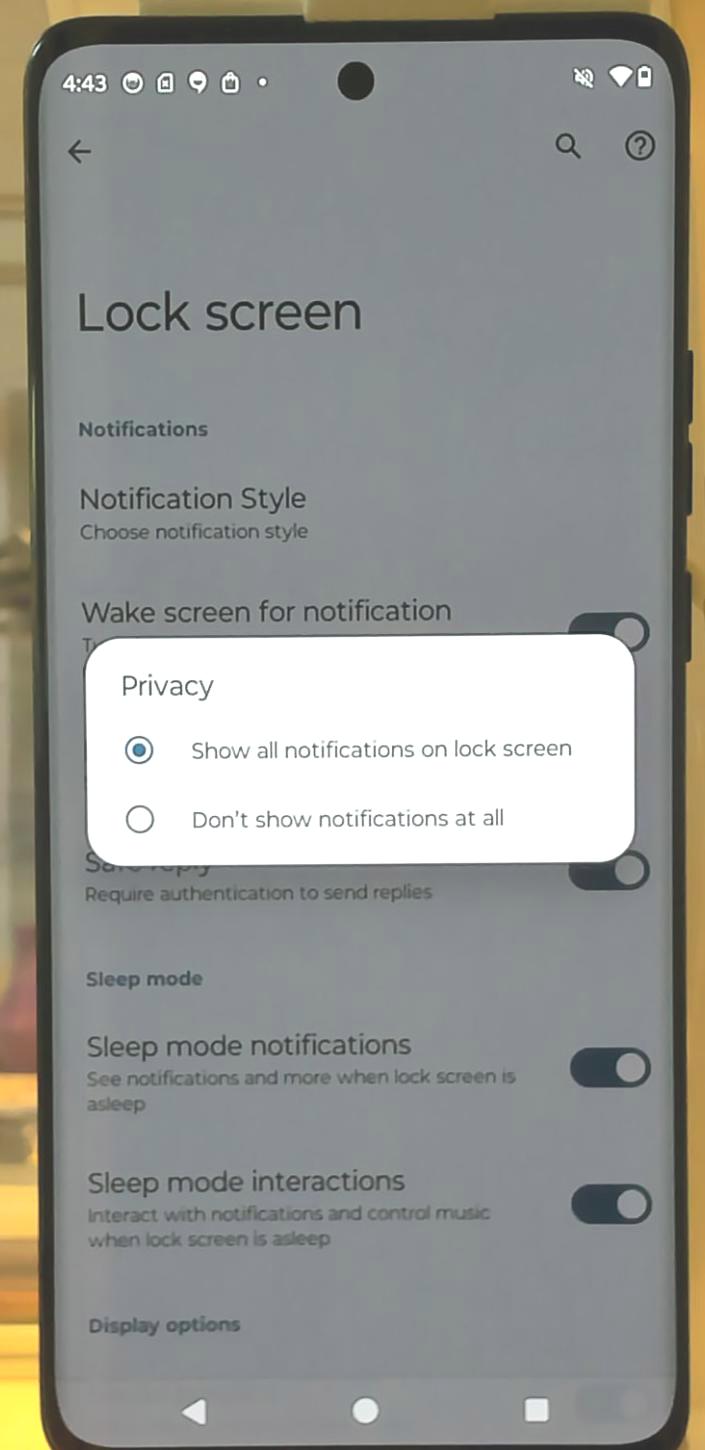 4:43
Lock screen
Notifications
Notification Style
Choose notification style
Wake screen for notification
Privacy
Show all notifications on lock screen
Don't show notifications at all
Require authentication to send replies
Sleep mode
Sleep mode notifications
See notifications and more when lock screen is
asleep
Sleep mode interactions
Interact with notifications and control music
when lock screen is asleep
Display options